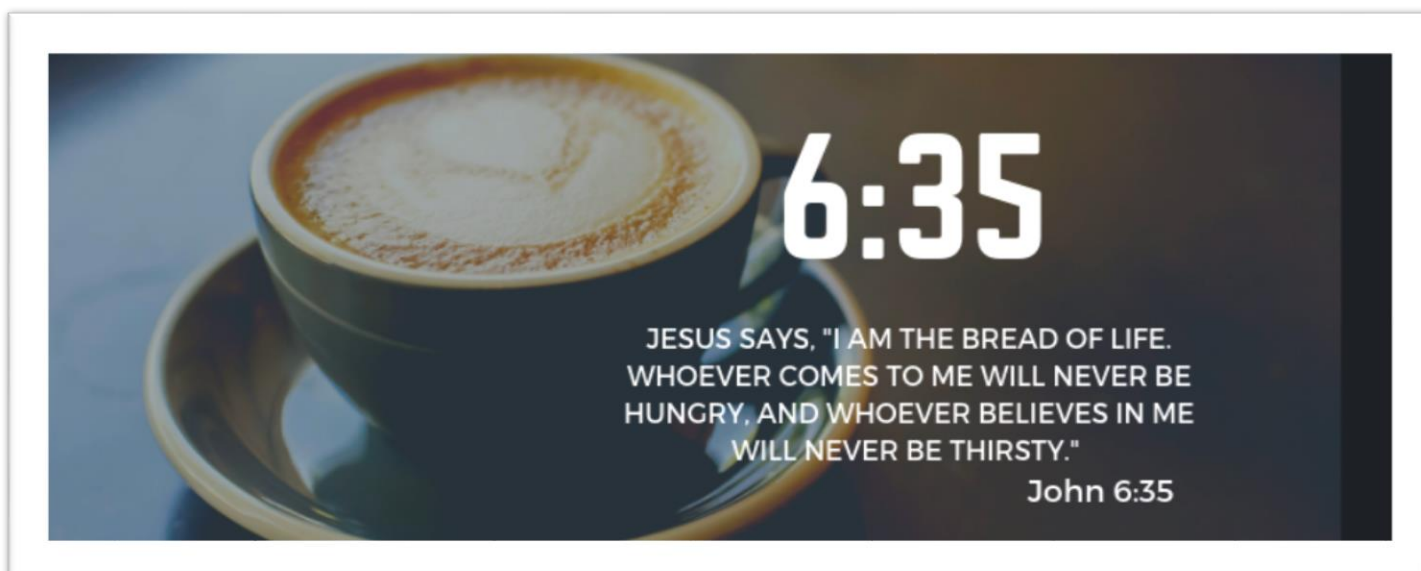 6:35
JESUS SAYS, "I AM THE BREAD OF LIFE.
WHOEVER COMES TO ME WILL NEVER BE
HUNGRY, AND WHOEVER BELIEVES IN ME
WILL NEVER BE THIRSTY."
John 6:35